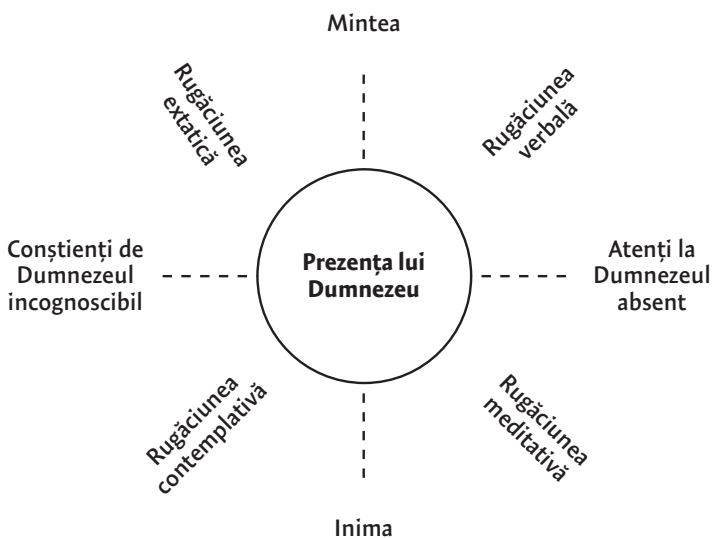 Mintea
Rugăciunea
extatică
Rugăciunea
verbală
Conștienți de
Dumnezeul
incognoscibil
Prezența lui
Dumnezeu
Atenți la
Dumnezeul
absent
Rugăciunea
contemplativă
Rugăciunea
meditativă
Inima